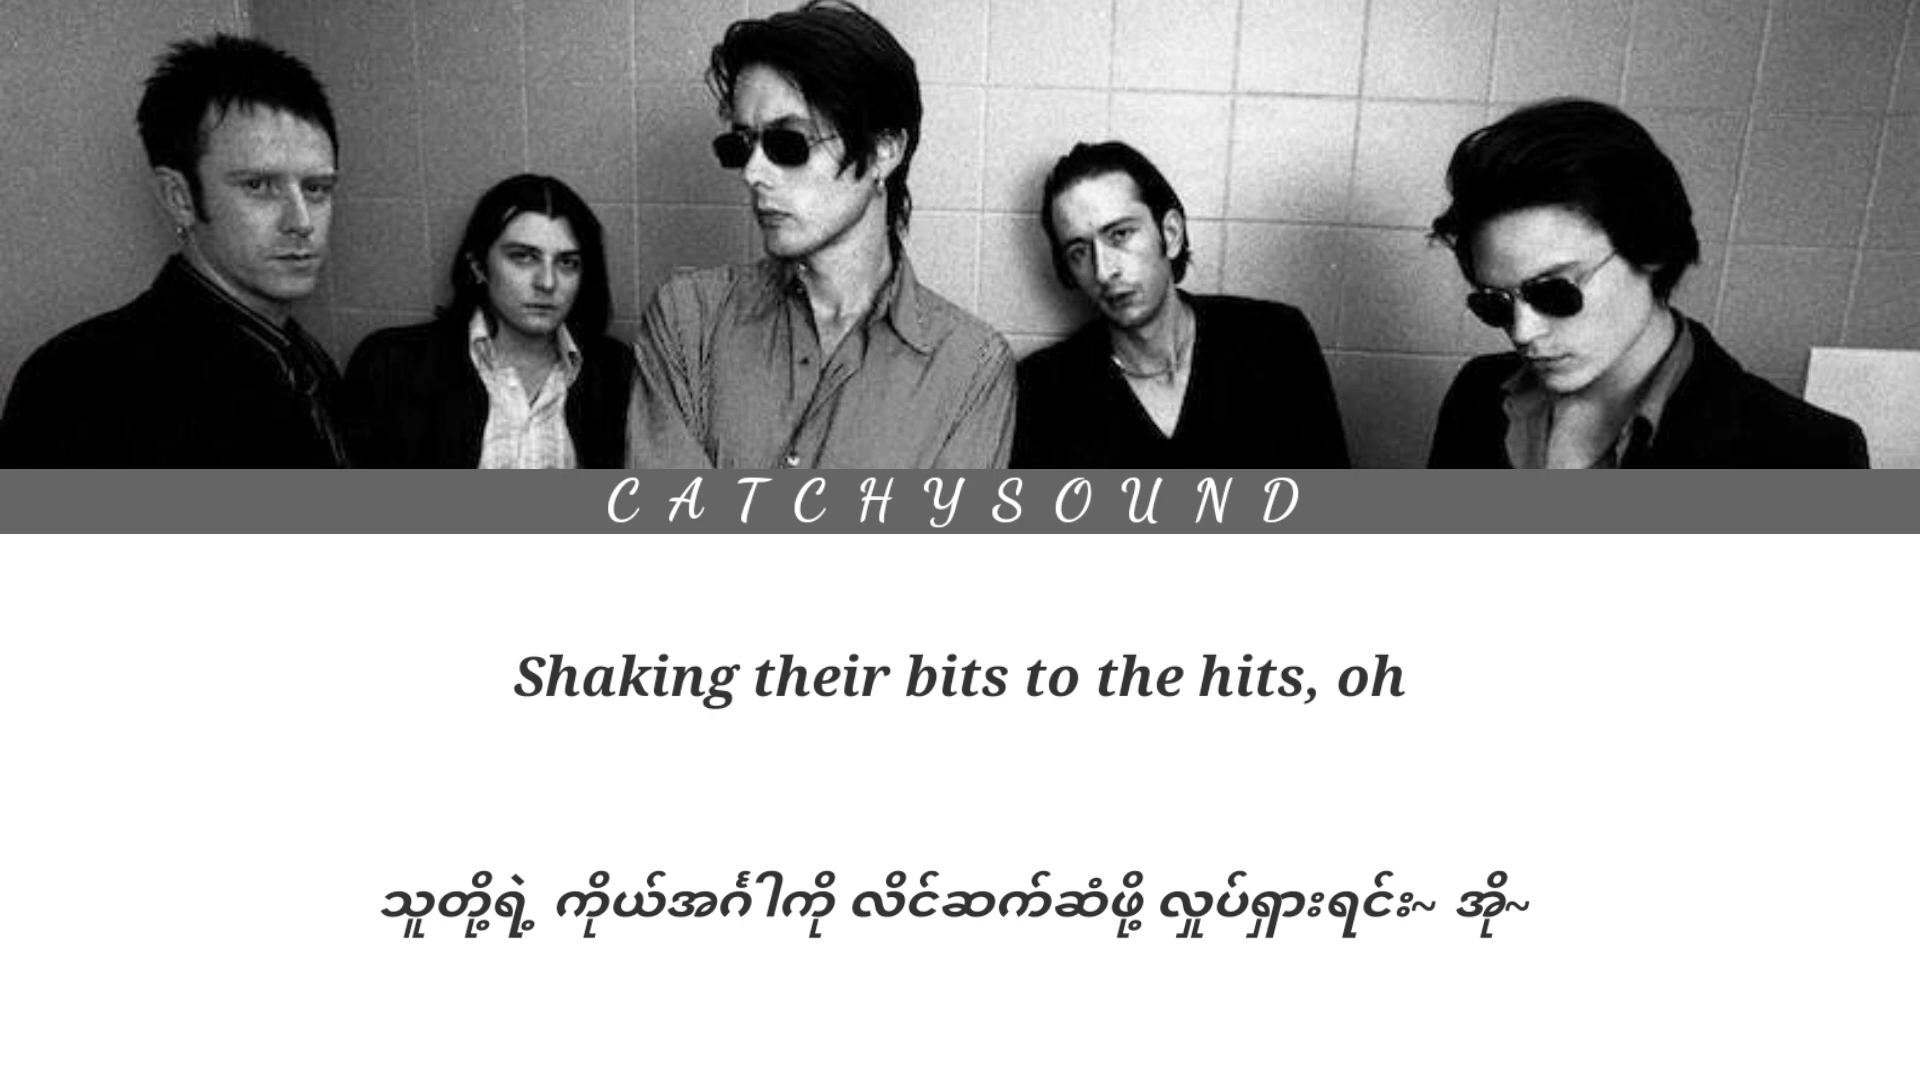 CATCHYSOUND
Shaking their bits to the hits, oh
သူတို့ရဲ့ ကိုယ်အင်္ဂါကို လိင်ဆက်ဆံဖို့ လှုပ်ရှားရင်း~ အို~